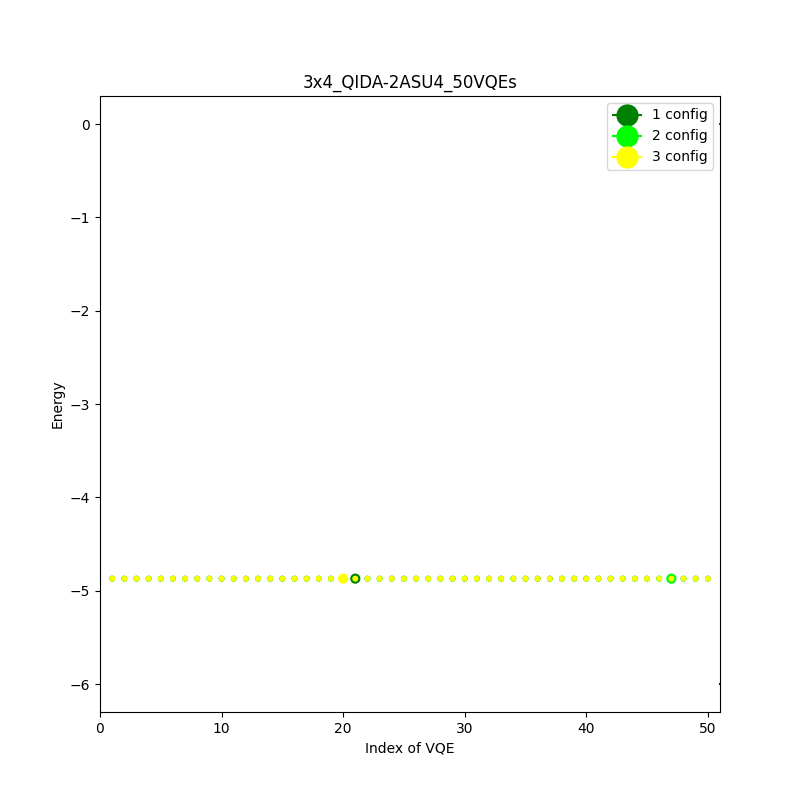 3x4_QIDA-2ASU4_50VQEs
1 config
2 config
3 config
0
−1
−2
−3
−4
−5
−6
Energy
0 10 20 30 40 50
Index of VQE